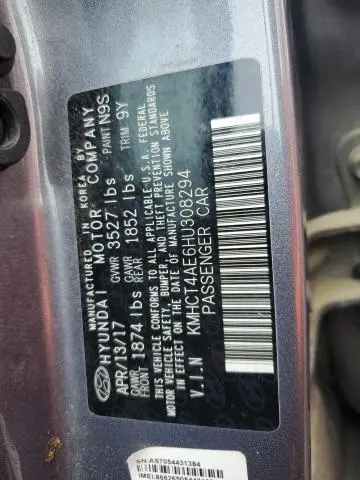 MANUFACTURED IN KOREA BY
HYUNDAI MOTOR COMPANY
APR/13/17 GVWR 3527 lbs PAINT N9S
GAWR FRONT 1874 lbs GAWR REAR 1852 lbs TRIM 9Y
THIS VEHICLE CONFORMS TO ALL APPLICABLE U.S.A. FEDERAL
MOTOR VEHICLE SAFETY, BUMPER, AND THEFT PREVENTION STANDARDS
IN EFFECT ON THE DATE OF MANUFACTURE SHOWN ABOVE.
V.I.N KMHCT4AE6HU308294
PASSENGER CAR
S/N:AS7054431384